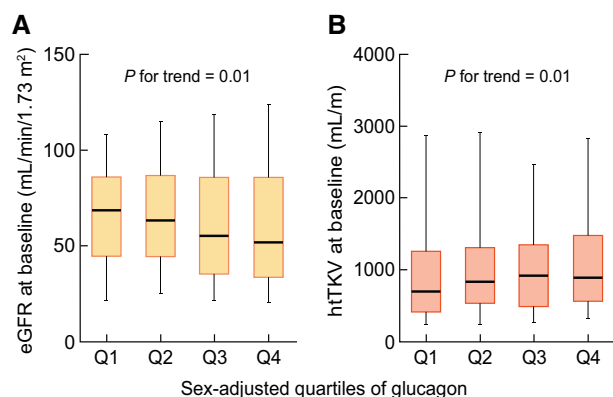 A
eGFR at baseline (mL/min/1.73 m²)
150
100
50
0
P for trend = 0.01
Q1 Q2 Q3 Q4
B
htTKV at baseline (mL/m)
4000
3000
2000
1000
0
P for trend = 0.01
Q1 Q2 Q3 Q4
Sex-adjusted quartiles of glucagon